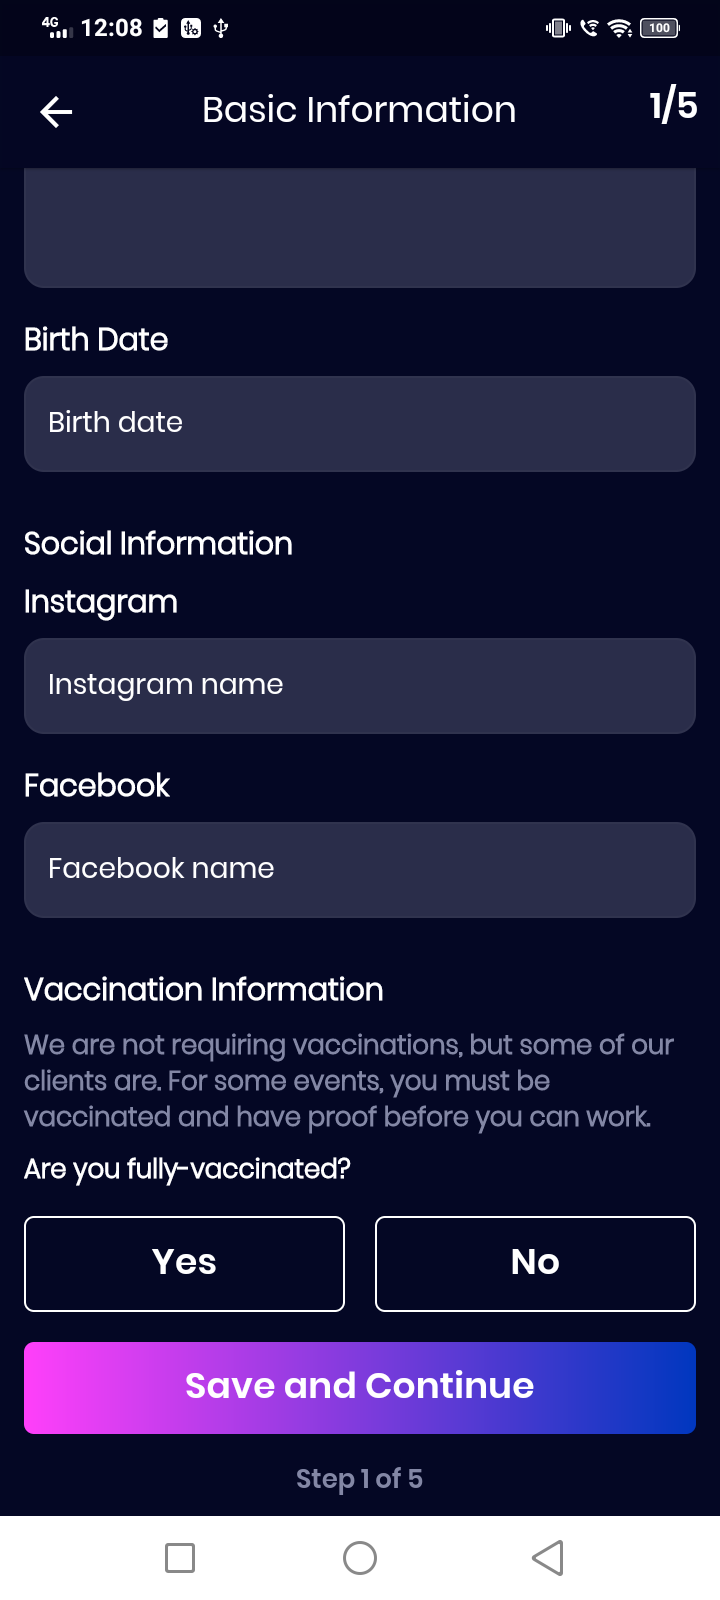 4G 12:08 100
Basic Information 1/5
Birth Date
Birth date
Social Information
Instagram
Instagram name
Facebook
Facebook name
Vaccination Information
We are not requiring vaccinations, but some of our
clients are. For some events, you must be
vaccinated and have proof before you can work.
Are you fully-vaccinated?
Yes No
Save and Continue
Step 1 of 5